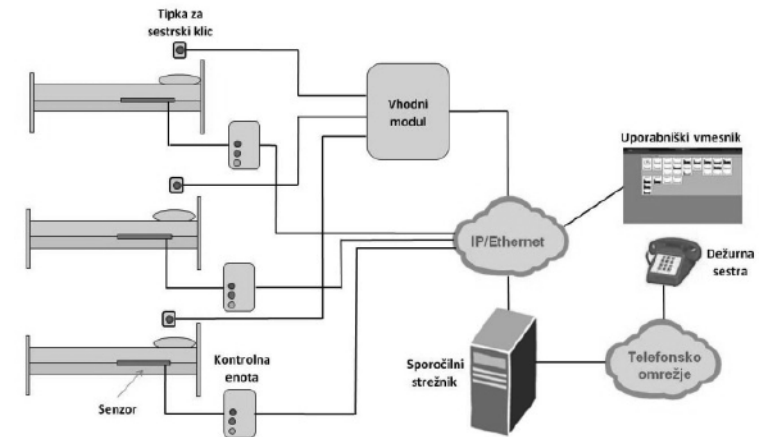 Tipka za
sestrski klic
Vhodni
modul
Uporabniški vmesnik
IP/Ethernet
Dežurna
sestra
Kontrolna
enota
Sporočilni
strežnik
Telefonsko
omrežje
Senzor